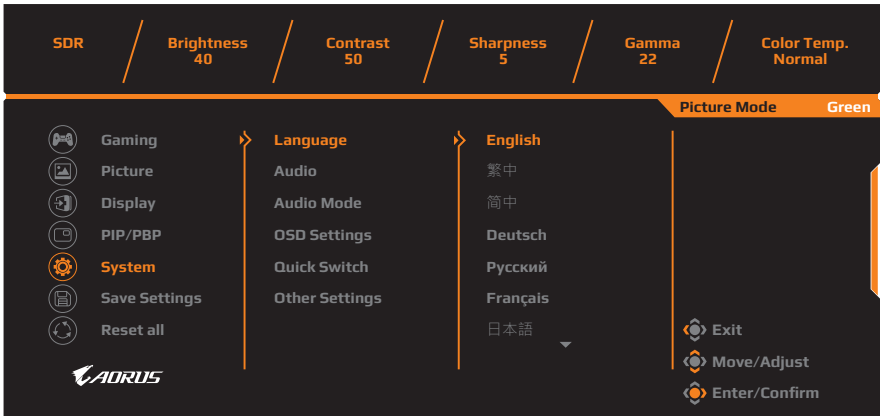 SDR
Brightness
40
Contrast
50
Sharpness
5
Gamma
22
Color Temp.
Normal
Picture Mode Green
Gaming
Picture
Display
PIP/PBP
System
Save Settings
Reset all
Language
Audio
Audio Mode
OSD Settings
Quick Switch
Other Settings
English
繁中
简中
Deutsch
Русский
Français
日本語
Exit
Move/Adjust
Enter/Confirm
AORUS